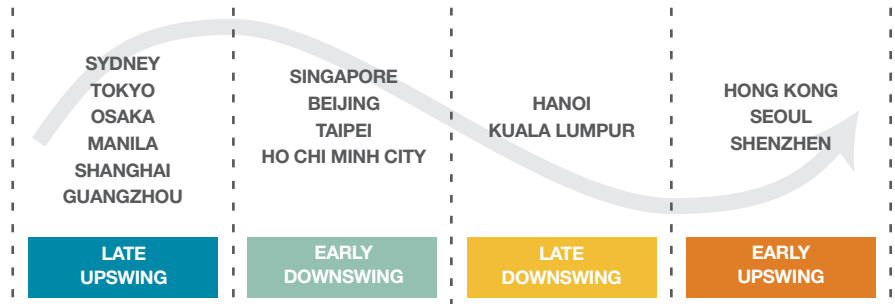 SYDNEY
TOKYO
OSAKA
MANILA
SHANGHAI
GUANGZHOU
LATE
UPSWING
SINGAPORE
BEIJING
TAIPEI
HO CHI MINH CITY
EARLY
DOWNSWING
HANOI
KUALA LUMPUR
LATE
DOWNSWING
HONG KONG
SEOUL
SHENZHEN
EARLY
UPSWING